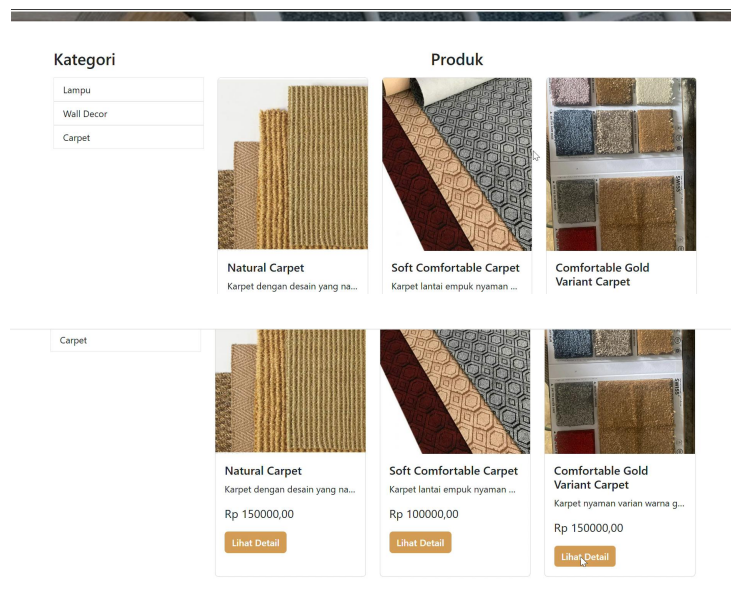 Kategori
Produk
Lampu
Wall Decor
Carpet
Natural Carpet
Karpet dengan desain yang na...
Soft Comfortable Carpet
Karpet lantai empuk nyaman ...
Comfortable Gold
Variant Carpet
Carpet
Natural Carpet
Karpet dengan desain yang na...
Rp 150000,00
Lihat Detail
Soft Comfortable Carpet
Karpet lantai empuk nyaman ...
Rp 100000,00
Lihat Detail
Comfortable Gold
Variant Carpet
Karpet nyaman varian warna g...
Rp 150000,00
Lihat Detail